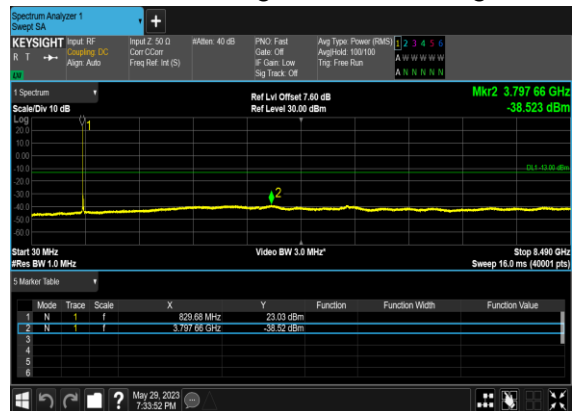 Spectrum Analyzer 1
Swept SA
KEYSIGHT Input: RF Input Z: 50 Ω #Atten: 40 dB PNO: Fast Avg Type: Power (RMS) 1 2 3 4 5 6
R T Coupling: DC Corr CCorr Gate: Off Avg|Hold: 100/100 A W W W W W
Align: Auto Freq Ref: Int (S) IF Gain: Low Trig: Free Run
Sig Track: Off A N N N N N
1 Spectrum Mkr2 3.797 66 GHz
Ref Lvl Offset 7.60 dB
Scale/Div 10 dB Ref Level 30.00 dBm -38.523 dBm
Log
20.0 1
10.0
0.00
-10.0 DL1 -13.00 dBm
-20.0
-30.0 2
-40.0
-50.0
-60.0
Start 30 MHz Video BW 3.0 MHz* Stop 8.490 GHz
#Res BW 1.0 MHz Sweep 16.0 ms (40001 pts)
5 Marker Table
Mode Trace Scale X Y Function Function Width Function Value
1 N 1 f 829.68 MHz 23.03 dBm
2 N 1 f 3.797 66 GHz -38.52 dBm
3
4
5
6
? May 29, 2023
7:33:52 PM